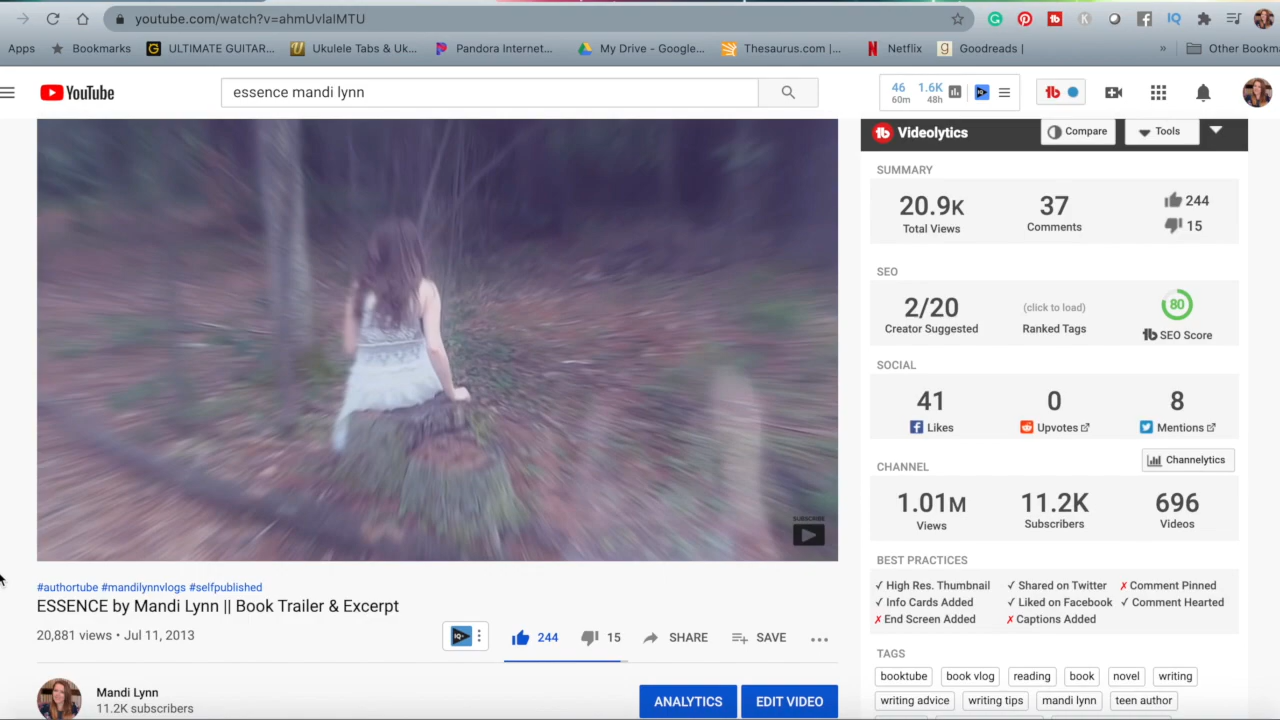 youtube.com/watch?v=ahmUvlaIMTU
Apps Bookmarks ULTIMATE GUITAR... Ukulele Tabs & Uk... Pandora Internet... My Drive - Google... Thesaurus.com |... Netflix Goodreads | » Other Bookma
YouTube
essence mandi lynn
46 1.6K
60m 48h
Videolytics Compare Tools
SUMMARY
20.9K 37 244
Total Views Comments 15
SEO
2/20 (click to load) 80
Creator Suggested Ranked Tags SEO Score
SOCIAL
41 0 8
Likes Upvotes Mentions
CHANNEL Channelytics
1.01M 11.2K 696
Views Subscribers Videos
BEST PRACTICES
✓ High Res. Thumbnail ✓ Shared on Twitter ✗ Comment Pinned
✓ Info Cards Added ✓ Liked on Facebook ✓ Comment Hearted
✗ End Screen Added ✗ Captions Added
TAGS
booktube book vlog reading book novel writing
writing advice writing tips mandi lynn teen author
SUBSCRIBE
#authortube #mandilynnvlogs #selfpublished
ESSENCE by Mandi Lynn || Book Trailer & Excerpt
20,881 views • Jul 11, 2013 244 15 SHARE SAVE
Mandi Lynn
11.2K subscribers
ANALYTICS EDIT VIDEO